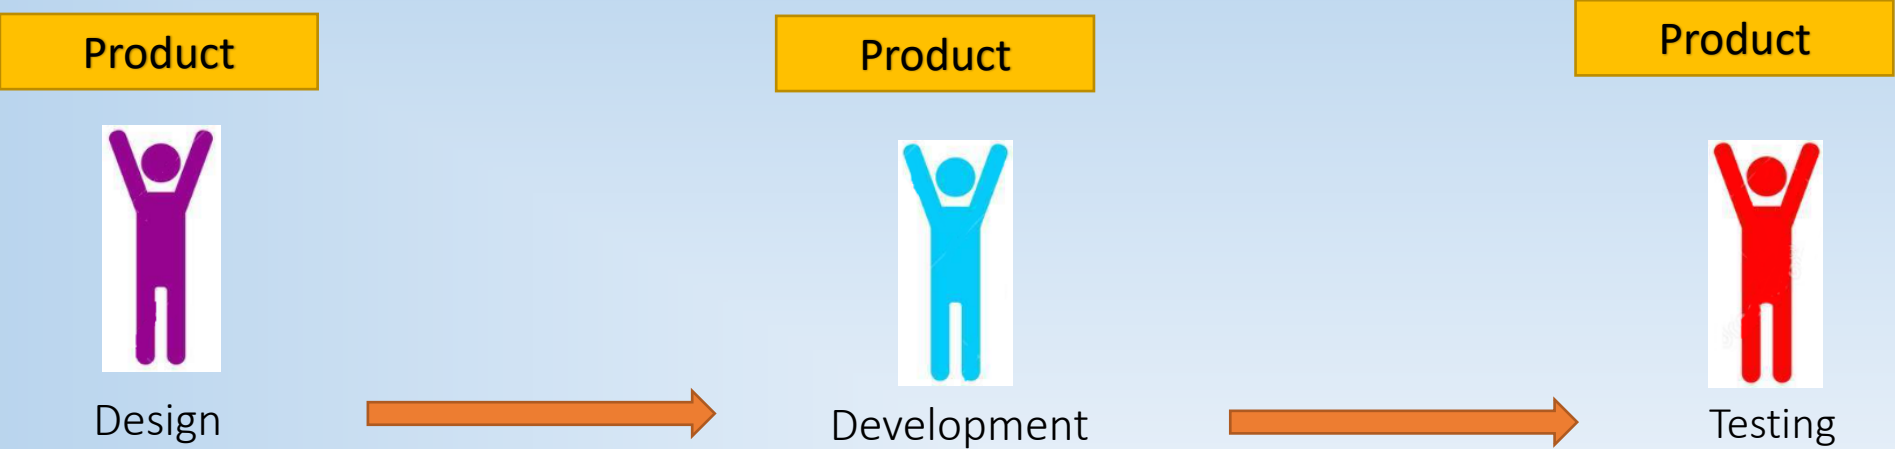 Product
Product
Product
Design
Development
Testing